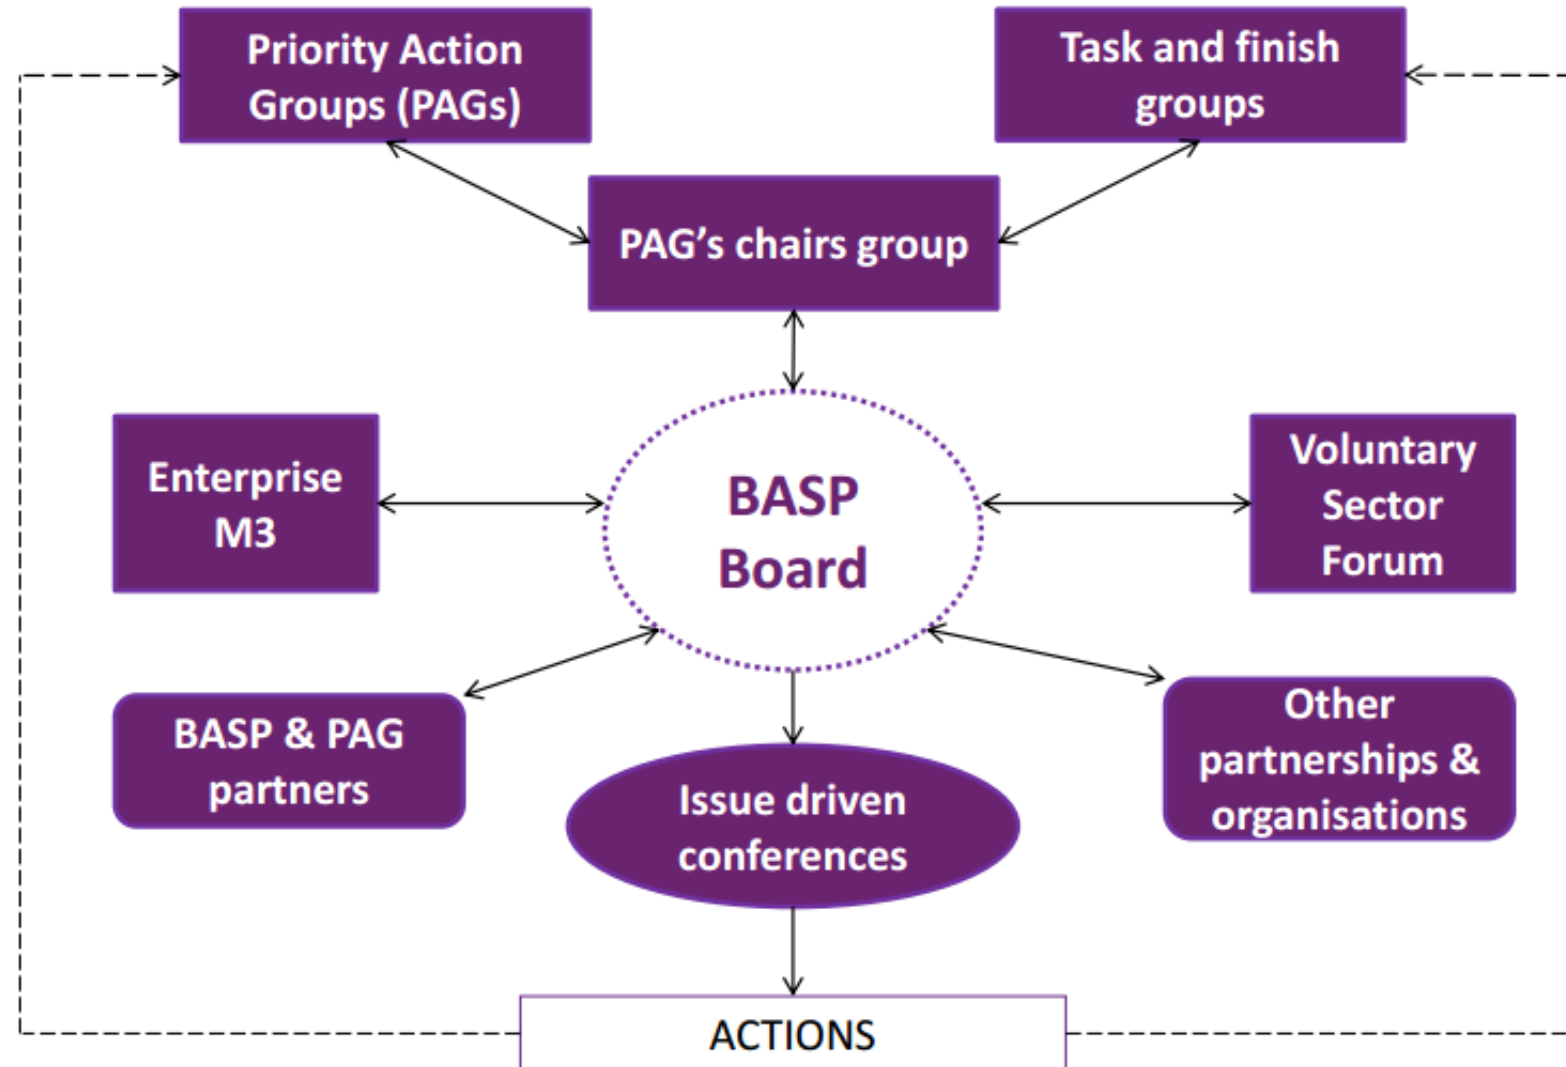 Priority Action
Groups (PAGs)
Task and finish
groups
PAG’s chairs group
Enterprise
M3
BASP
Board
Voluntary
Sector
Forum
BASP & PAG
partners
Issue driven
conferences
Other
partnerships &
organisations
ACTIONS